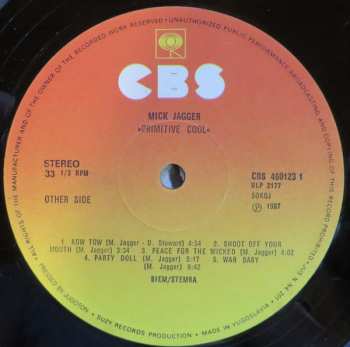 ALL RIGHTS OF THE MANUFACTURER AND OF THE OWNER OF THE RECORDED WORK RESERVED • UNAUTHORIZED PUBLIC PERFORMANCE, BROADCASTING AND COPYING OF THIS RECORD PROHIBITED
CBS
MICK JAGGER
»PRIMITIVE COOL«
STEREO
33 1/3 RPM
CBS 460123 1
ULP 2177
SOKOJ
Ⓟ 1987
OTHER SIDE
1 KOW TOW (M. Jagger - D. Stewart) 4:54 2. SHOOT OFF YOUR
MOUTH (M. Jagger) 3:34 3. PEACE FOR THE WICKED (M. Jagger) 4:02
4. PARTY DOLL (M. Jagger) 5:17 5. WAR BABY
(M. Jagger) 6:42
BIEM/STEMRA
SUZY RECORDS PRODUCTION • MADE IN YUGOSLAVIA